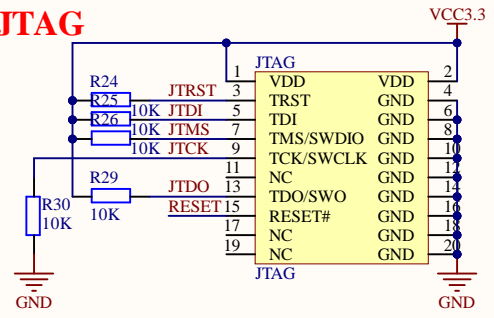 JTAG
VCC3.3
JTAG
R24 JTRST 1 VDD VDD 2
R25 10K JTDI 3 TRST GND 4
R26 10K JTMS 5 TDI GND 6
10K JTCK 7 TMS/SWDIO GND 8
9 TCK/SWCLK GND 10
R29 11 NC GND 12
JTDO 13 TDO/SWO GND 14
R30 10K RESET 15 RESET# GND 16
10K 17 NC GND 18
19 NC GND 20
JTAG
GND GND